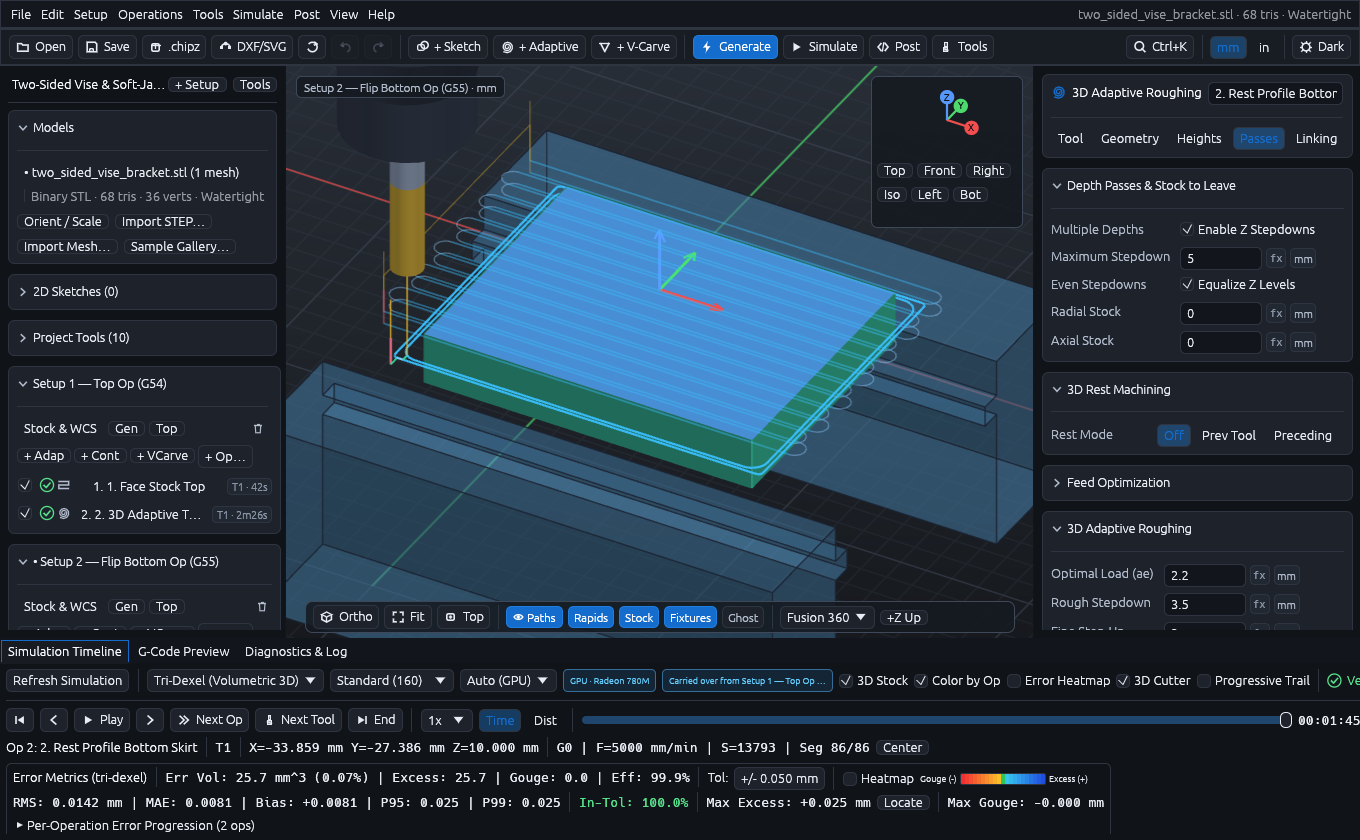 File Edit Setup Operations Tools Simulate Post View Help two_sided_vise_bracket.stl · 68 tris · Watertight
Open Save .chipz DXF/SVG + Sketch + Adaptive + V-Carve Generate Simulate Post Tools Ctrl+K mm in Dark
Two-Sided Vise & Soft-Ja… + Setup Tools
Models
• two_sided_vise_bracket.stl (1 mesh)
Binary STL · 68 tris · 36 verts · Watertight
Orient / Scale Import STEP…
Import Mesh… Sample Gallery…
2D Sketches (0)
Project Tools (10)
Setup 1 — Top Op (G54)
Stock & WCS Gen Top
+ Adap + Cont + VCarve + Op…
1. 1. Face Stock Top T1 · 42s
2. 2. 3D Adaptive T… T1 · 2m26s
• Setup 2 — Flip Bottom Op (G55)
Stock & WCS Gen Top
Setup 2 — Flip Bottom Op (G55) · mm
Z Y X
Top Front Right
Iso Left Bot
Ortho Fit Top Paths Rapids Stock Fixtures Ghost Fusion 360 +Z Up
3D Adaptive Roughing 2. Rest Profile Bottor
Tool Geometry Heights Passes Linking
Depth Passes & Stock to Leave
Multiple Depths Enable Z Stepdowns
Maximum Stepdown 5 fx mm
Even Stepdowns Equalize Z Levels
Radial Stock 0 fx mm
Axial Stock 0 fx mm
3D Rest Machining
Rest Mode Off Prev Tool Preceding
Feed Optimization
3D Adaptive Roughing
Optimal Load (ae) 2.2 fx mm
Rough Stepdown 3.5 fx mm
Simulation Timeline G-Code Preview Diagnostics & Log
Refresh Simulation Tri-Dexel (Volumetric 3D) Standard (160) Auto (GPU) GPU · Radeon 780M Carried over from Setup 1 — Top Op … 3D Stock Color by Op Error Heatmap 3D Cutter Progressive Trail Ve
Play Next Op Next Tool End 1x Time Dist 00:01:45
Op 2: 2. Rest Profile Bottom Skirt T1 X=-33.859 mm Y=-27.386 mm Z=10.000 mm G0 | F=5000 mm/min | S=13793 | Seg 86/86 Center
Error Metrics (tri-dexel) Err Vol: 25.7 mm^3 (0.07%) | Excess: 25.7 | Gouge: 0.0 | Eff: 99.9% Tol: +/- 0.050 mm Heatmap Gouge (-) Excess (+)
RMS: 0.0142 mm | MAE: 0.0081 | Bias: +0.0081 | P95: 0.025 | P99: 0.025 In-Tol: 100.0% Max Excess: +0.025 mm Locate Max Gouge: -0.000 mm
Per-Operation Error Progression (2 ops)